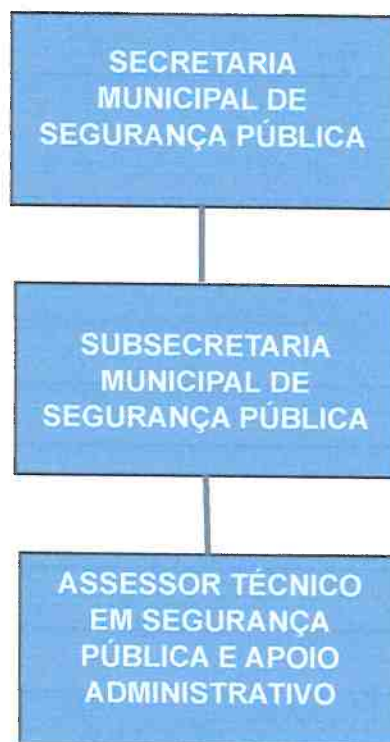 SECRETARIA
MUNICIPAL DE
SEGURANÇA PÚBLICA
SUBSECRETARIA
MUNICIPAL DE
SEGURANÇA PÚBLICA
ASSESSOR TÉCNICO
EM SEGURANÇA
PÚBLICA E APOIO
ADMINISTRATIVO